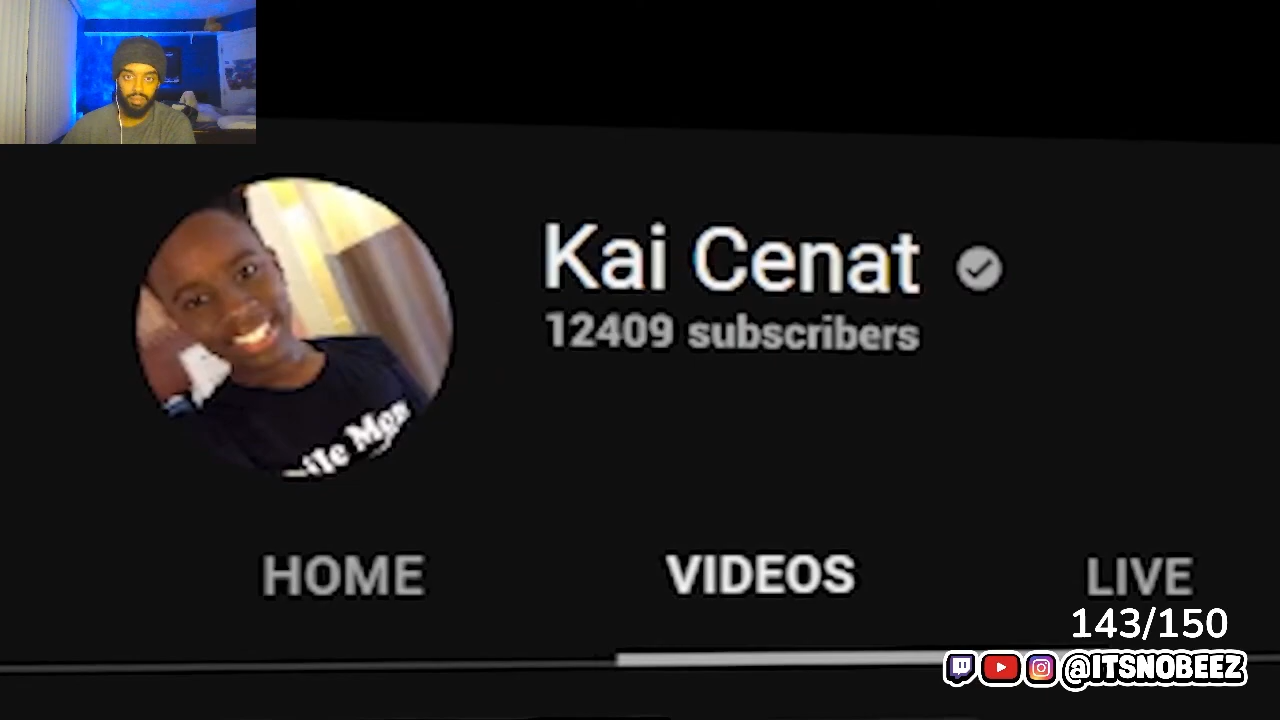 Kai Cenat
12409 subscribers
HOME
VIDEOS
LIVE
143/150
@ITSNOBEEZ